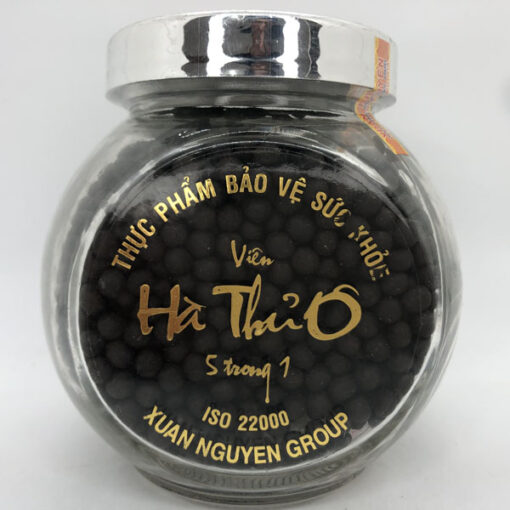 THỰC PHẨM BẢO VỆ SỨC KHỎE
Viên
Hà Thủ Ô
5 trong 1
ISO 22000
XUAN NGUYEN GROUP